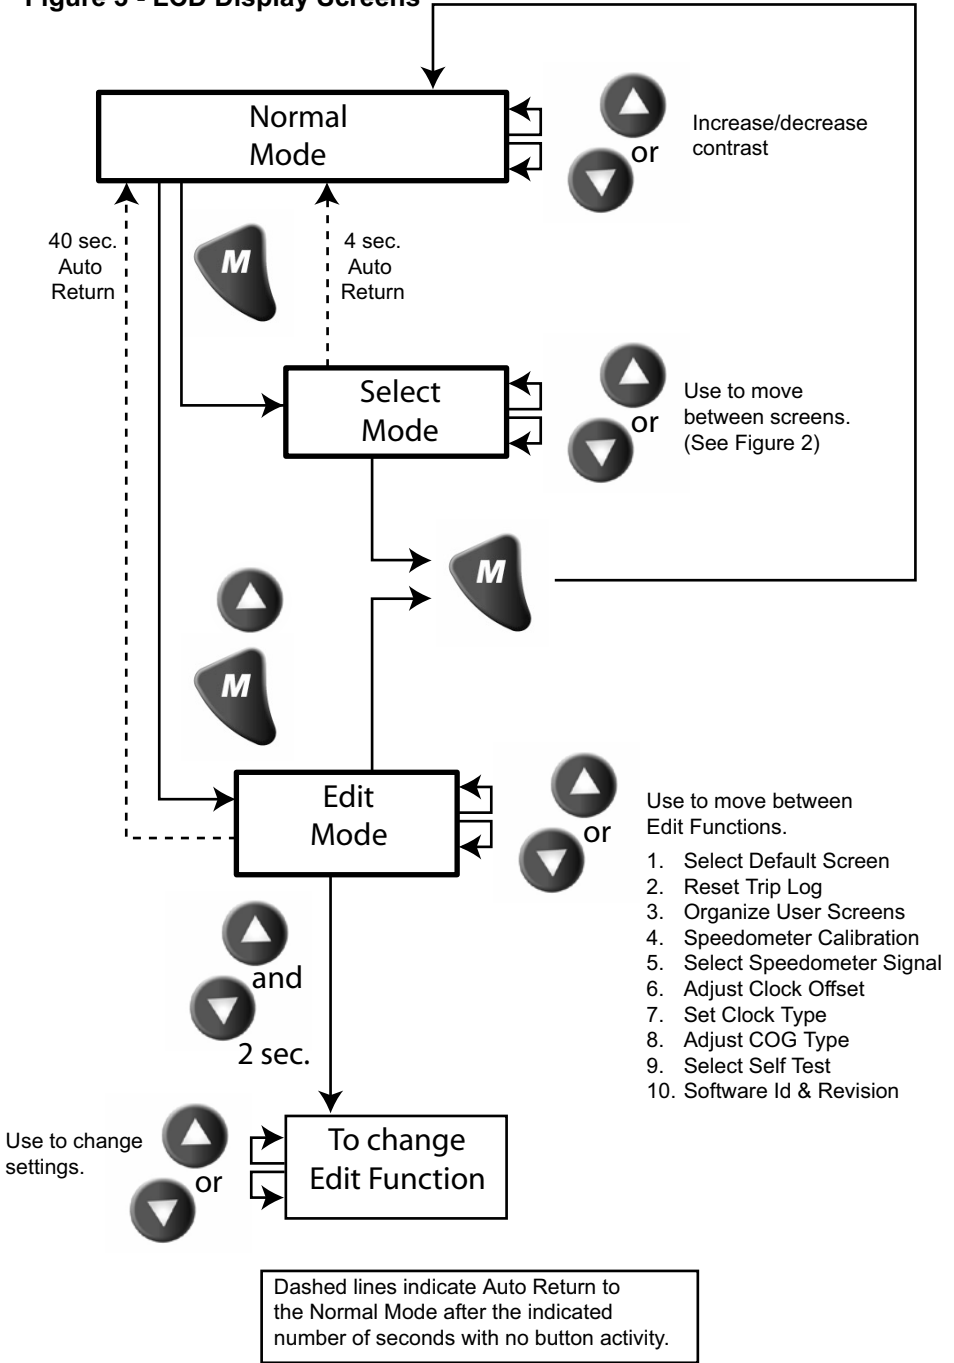 Figure 3 - LCD Display Screens
Normal
Mode
or
Increase/decrease
contrast
40 sec.
Auto
Return
M
4 sec.
Auto
Return
Select
Mode
or
Use to move
between screens.
(See Figure 2)
M
M
Edit
Mode
or
Use to move between
Edit Functions.
1. Select Default Screen
2. Reset Trip Log
3. Organize User Screens
4. Speedometer Calibration
5. Select Speedometer Signal
6. Adjust Clock Offset
7. Set Clock Type
8. Adjust COG Type
9. Select Self Test
10. Software Id & Revision
and
2 sec.
Use to change
settings.
or
To change
Edit Function
Dashed lines indicate Auto Return to
the Normal Mode after the indicated
number of seconds with no button activity.